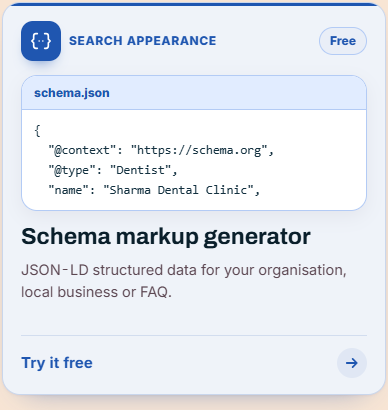 {··}
SEARCH APPEARANCE
Free
schema.json
{
"@context": "https://schema.org",
"@type": "Dentist",
"name": "Sharma Dental Clinic",
Schema markup generator
JSON-LD structured data for your organisation,
local business or FAQ.
Try it free →